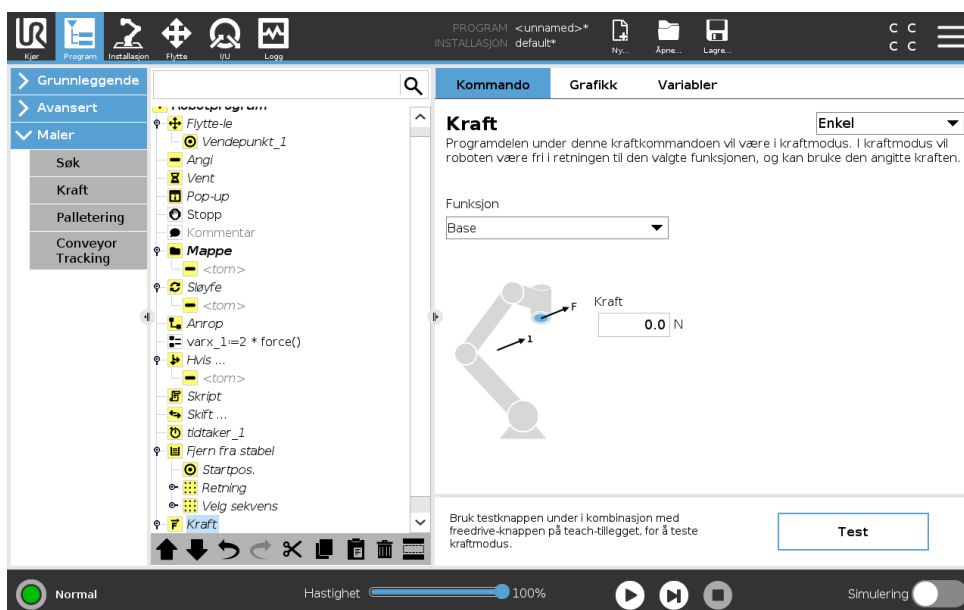 UR
PROGRAM <unnamed>*
INSTALLASJON default*
C C
C C
Kjør
Program
Installasjon
Flytte
I/U
Logg
Ny...
Åpne...
Lagre...
Grunnleggende
Avansert
Maler
Søk
Kraft
Palletering
Conveyor
Tracking
Robotprogram
Flytte-le
Vendepunkt_1
Angi
Vent
Pop-up
Stopp
Kommentar
Mappe
<tom>
Sløyfe
<tom>
Anrop
varx_1:=2 * force()
Hvis ...
<tom>
Skript
Skift ...
tidtaker_1
Fjern fra stabel
Startpos.
Retning
Velg sekvens
Kraft
Kommando
Grafikk
Variabler
Kraft
Enkel
Programdelen under denne kraftkommandoen vil være i kraftmodus. I kraftmodus vil
roboten være fri i retningen til den valgte funksjonen, og kan bruke den angitte kraften.
Funksjon
Base
F
1
Kraft
0.0 N
Bruk testknappen under i kombinasjon med
freedrive-knappen på teach-tillegget, for å teste
kraftmodus.
Test
Normal
Hastighet
100%
Simulering